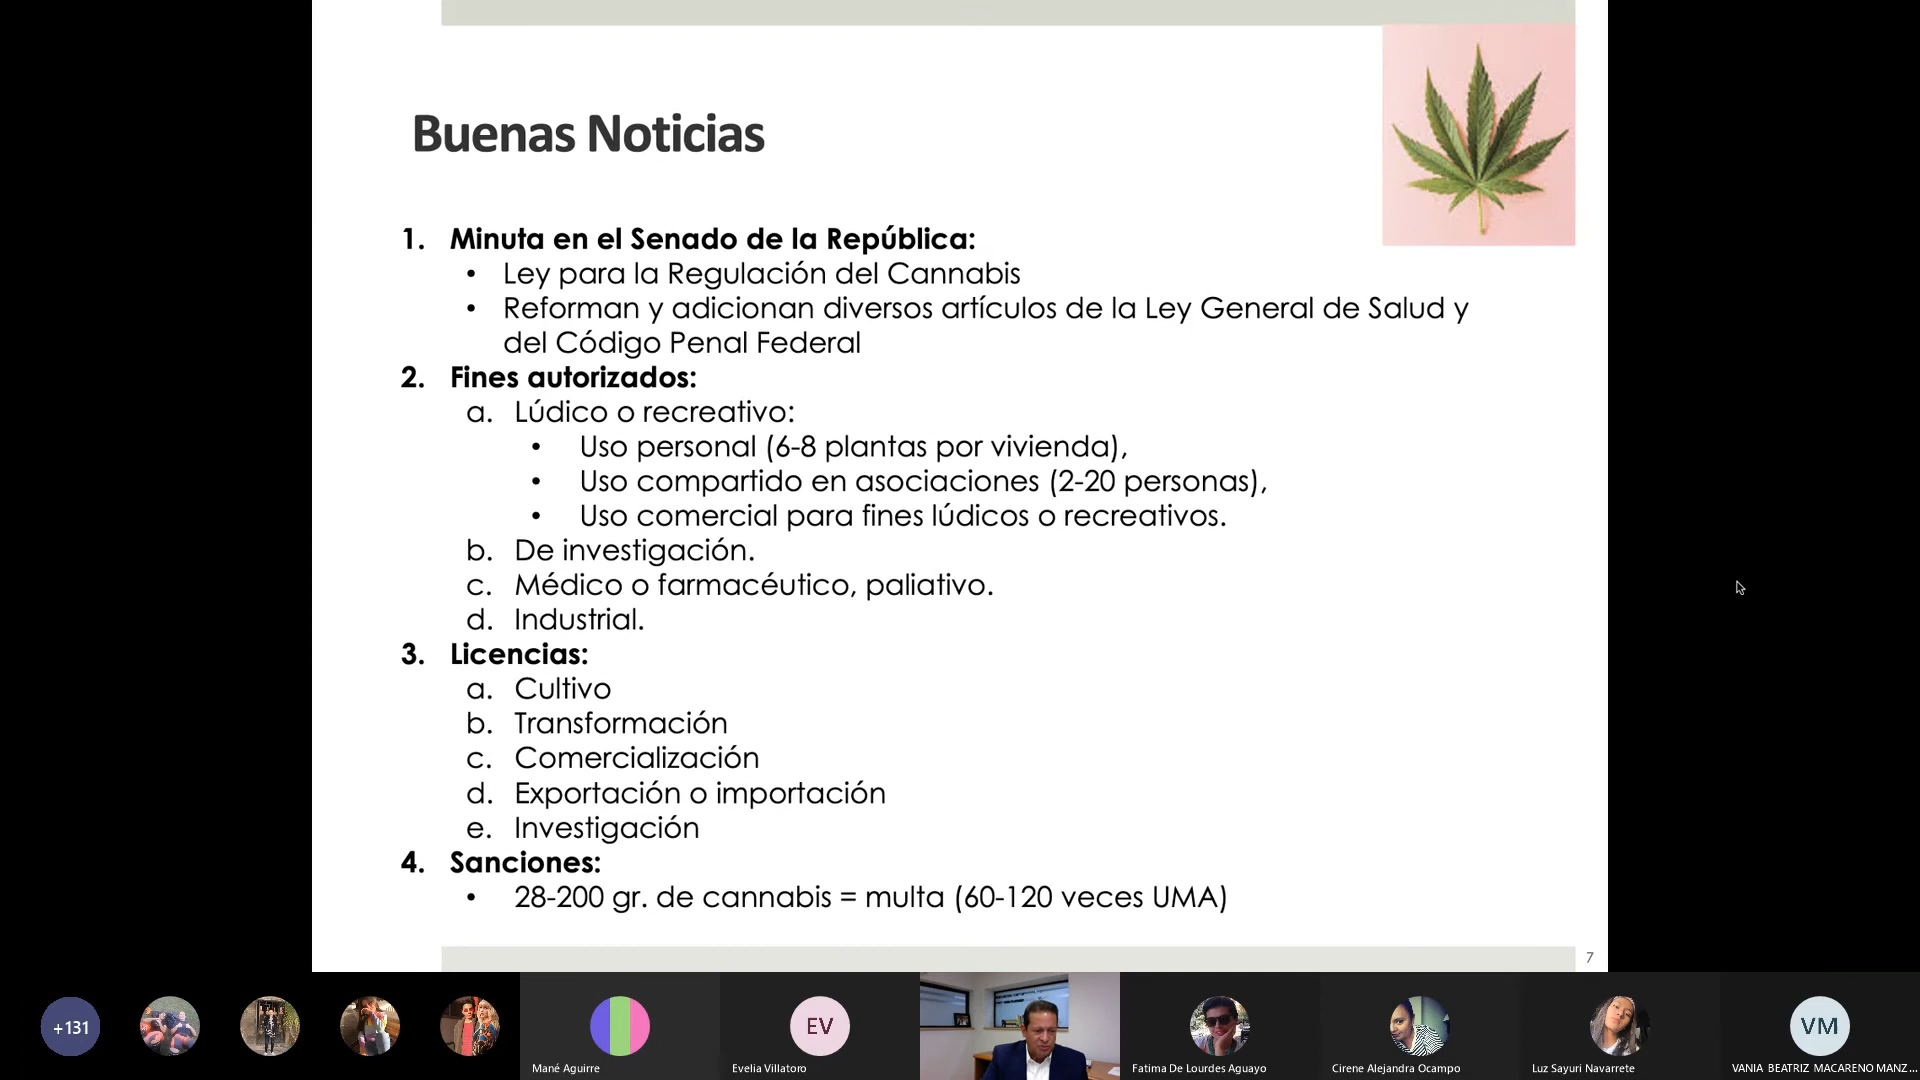 Buenas Noticias
1. Minuta en el Senado de la República:
• Ley para la Regulación del Cannabis
• Reforman y adicionan diversos artículos de la Ley General de Salud y
del Código Penal Federal
2. Fines autorizados:
a. Lúdico o recreativo:
• Uso personal (6-8 plantas por vivienda),
• Uso compartido en asociaciones (2-20 personas),
• Uso comercial para fines lúdicos o recreativos.
b. De investigación.
c. Médico o farmacéutico, paliativo.
d. Industrial.
3. Licencias:
a. Cultivo
b. Transformación
c. Comercialización
d. Exportación o importación
e. Investigación
4. Sanciones:
• 28-200 gr. de cannabis = multa (60-120 veces UMA)
7
+131
EV
VM
Mané Aguirre
Evelia Villatoro
Fatima De Lourdes Aguayo
Cirene Alejandra Ocampo
Luz Sayuri Navarrete
VANIA BEATRIZ MACARENO MANZ...